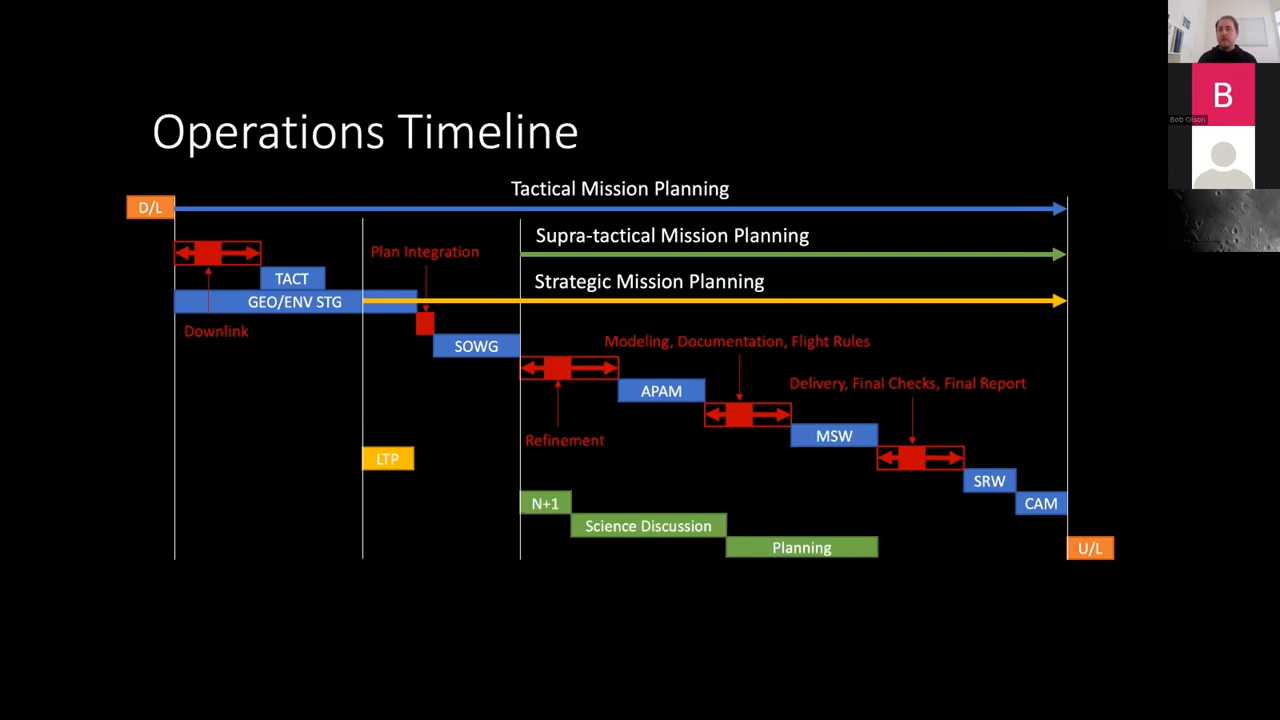 Operations Timeline
B
Bob Olson
Tactical Mission Planning
D/L
Supra-tactical Mission Planning
Plan Integration
TACT
Strategic Mission Planning
GEO/ENV STG
Downlink
SOWG
Modeling, Documentation, Flight Rules
APAM
Delivery, Final Checks, Final Report
Refinement
MSW
LTP
SRW
N+1
CAM
Science Discussion
Planning
U/L